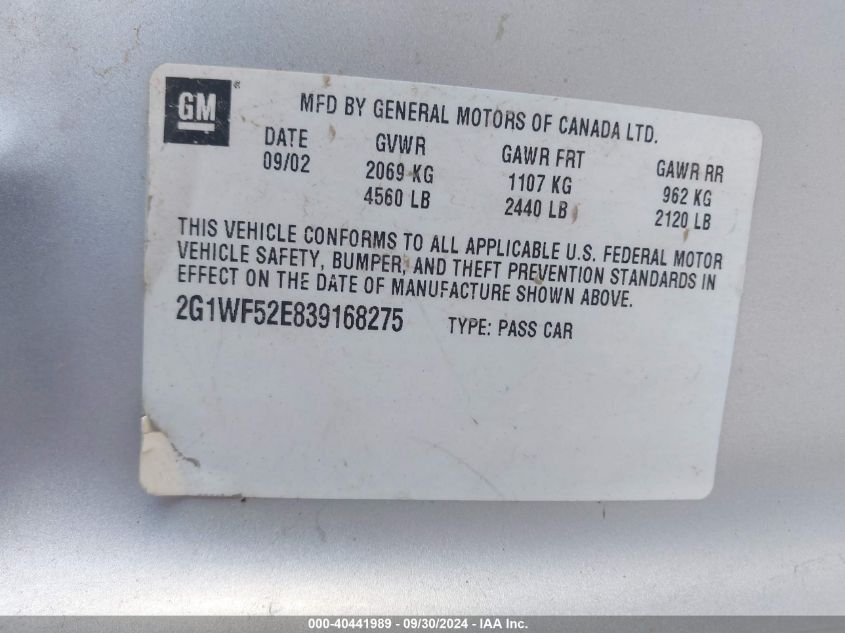 GM®
MFD BY GENERAL MOTORS OF CANADA LTD.
DATE GVWR GAWR FRT GAWR RR
09/02 2069 KG 1107 KG 962 KG
4560 LB 2440 LB 2120 LB
THIS VEHICLE CONFORMS TO ALL APPLICABLE U.S. FEDERAL MOTOR
VEHICLE SAFETY, BUMPER, AND THEFT PREVENTION STANDARDS IN
EFFECT ON THE DATE OF MANUFACTURE SHOWN ABOVE.
2G1WF52E839168275 TYPE: PASS CAR
000-40441989 - 09/30/2024 - IAA Inc.